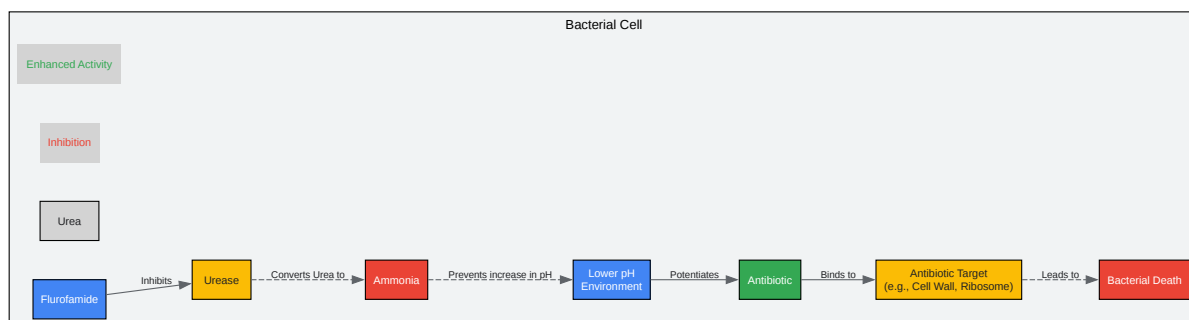 Bacterial Cell
Enhanced Activity
Inhibition
Urea
Flurofamide
Inhibits
Urease
Converts Urea to
Ammonia
Prevents increase in pH
Lower pH
Environment
Potentiates
Antibiotic
Binds to
Antibiotic Target
(e.g., Cell Wall, Ribosome)
Leads to
Bacterial Death